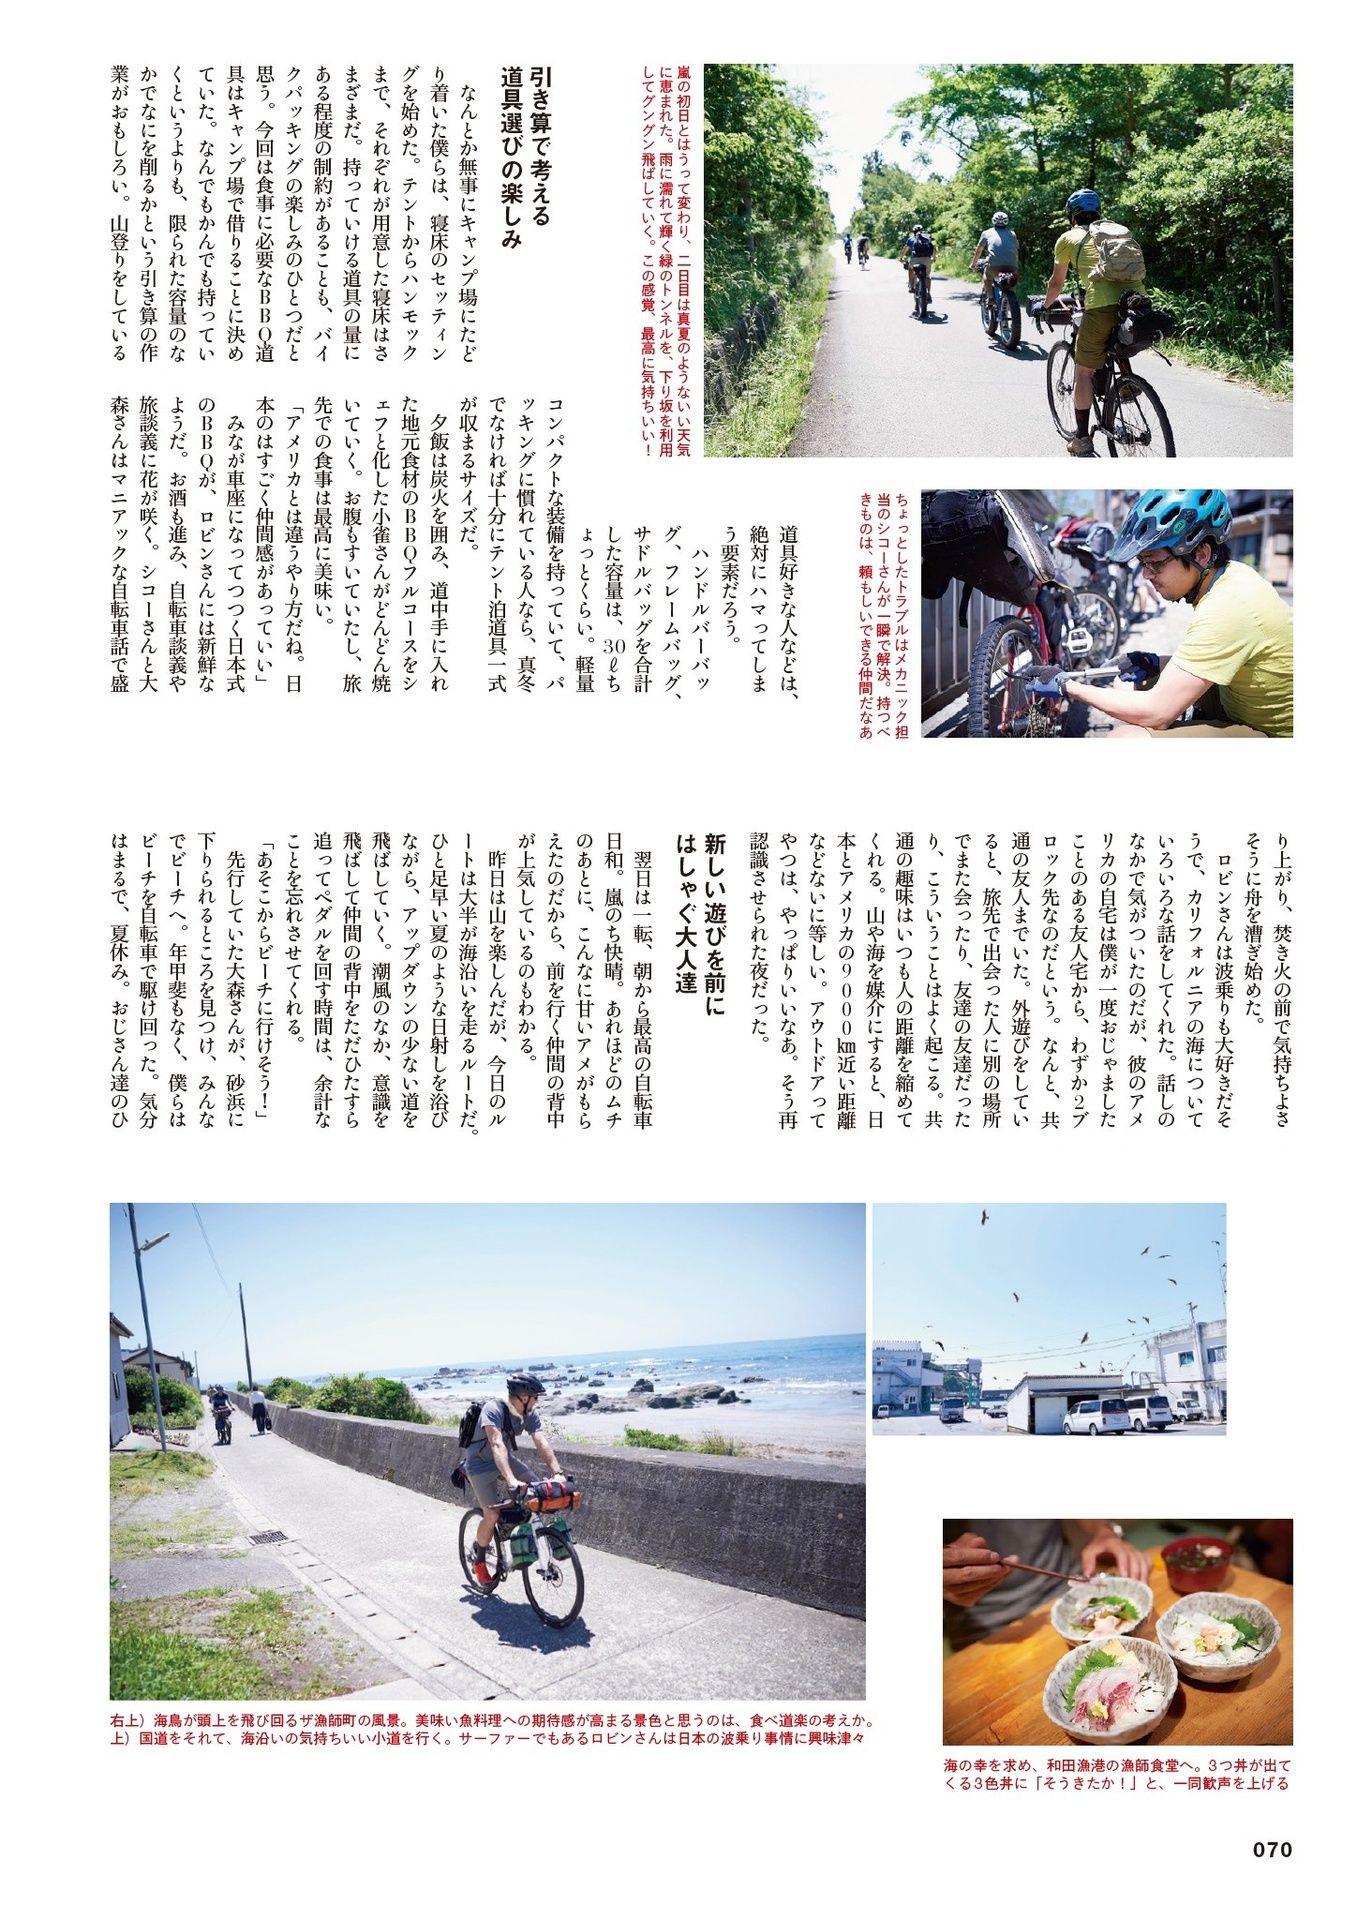 嵐の初日とはうって変わり、二日目は真夏のようないい天気
に恵まれた。雨に濡れて輝く緑のトンネルを、下り坂を利用
してグングン飛ばしていく。この感覚、最高に気持ちいい！
ちょっとしたトラブルはメカニック担
当のシコーさんが一瞬で解決。持つべ
きものは、頼もしいできる仲間だなあ
引き算で考える
道具選びの楽しみ
なんとか無事にキャンプ場にたど
り着いた僕らは、寝床のセッティン
グを始めた。テントからハンモック
まで、それぞれが用意した寝床はさ
まざまだ。持っていける道具の量に
ある程度の制約があることも、バイ
クパッキングの楽しみのひとつだと
思う。今回は食事に必要なBBQ道
具はキャンプ場で借りることに決め
ていた。なんでもかんでも持ってい
くというよりも、限られた容量のな
かでなにを削るかという引き算の作
業がおもしろい。山登りをしている
道具好きな人などは、
絶対にハマってしま
う要素だろう。
ハンドルバーバッ
グ、フレームバッグ、
サドルバッグを合計
した容量は、30ℓち
ょっとくらい。軽量
コンパクトな装備を持っていて、パ
ッキングに慣れている人なら、真冬
でなければ十分にテント泊道具一式
が収まるサイズだ。
夕飯は炭火を囲み、道中手に入れ
た地元食材のBBQフルコースをシ
ェフと化した小雀さんがどんどん焼
いていく。お腹もすいていたし、旅
先での食事は最高に美味い。
「アメリカとは違うやり方だね。日
本のはすごく仲間感があっていい」
みなが車座になってつつく日本式
のBBQが、ロビンさんには新鮮な
ようだ。お酒も進み、自転車談義や
旅談義に花が咲く。シコーさんと大
森さんはマニアックな自転車話で盛
り上がり、焚き火の前で気持ちよさ
そうに舟を漕ぎ始めた。
ロビンさんは波乗りも大好きだそ
うで、カリフォルニアの海について
いろいろな話をしてくれた。話しの
なかで気がついたのだが、彼のアメ
リカの自宅は僕が一度おじゃました
ことのある友人宅から、わずか2ブ
ロック先なのだという。なんと、共
通の友人までいた。外遊びをしてい
ると、旅先で出会った人に別の場所
でまた会ったり、友達の友達だった
り、こういうことはよく起こる。共
通の趣味はいつも人の距離を縮めて
くれる。山や海を媒介にすると、日
本とアメリカの9000㎞近い距離
などないに等しい。アウトドアって
やつは、やっぱりいいなあ。そう再
認識させられた夜だった。
新しい遊びを前に
はしゃぐ大人達
翌日は一転、朝から最高の自転車
日和。嵐のち快晴。あれほどのムチ
のあとに、こんなに甘いアメがもら
えたのだから、前を行く仲間の背中
が上気しているのもわかる。
昨日は山を楽しんだが、今日のル
ートは大半が海沿いを走るルートだ。
ひと足早い夏のような日射しを浴び
ながら、アップダウンの少ない道を
飛ばしていく。潮風のなか、意識を
飛ばして仲間の背中をただひたすら
追ってペダルを回す時間は、余計な
ことを忘れさせてくれる。
「あそこからビーチに行けそう！」
先行していた大森さんが、砂浜に
下りられるところを見つけ、みんな
でビーチへ。年甲斐もなく、僕らは
ビーチを自転車で駆け回った。気分
はまるで、夏休み。おじさん達のひ
右上）海鳥が頭上を飛び回るザ漁師町の風景。美味い魚料理への期待感が高まる景色と思うのは、食べ道楽の考えか。
上）国道をそれて、海沿いの気持ちいい小道を行く。サーファーでもあるロビンさんは日本の波乗り事情に興味津々
海の幸を求め、和田漁港の漁師食堂へ。3つ丼が出て
くる3色丼に「そうきたか！」と、一同歓声を上げる
070